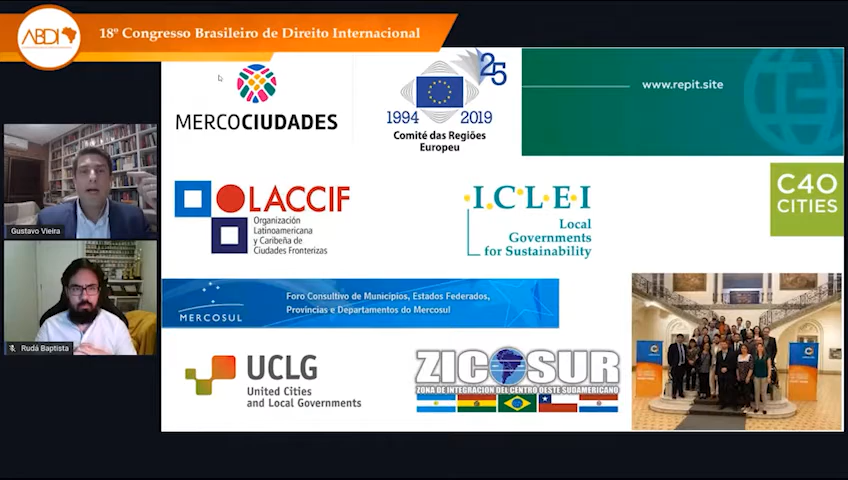 ABDI
18º Congresso Brasileiro de Direito Internacional
MERCOCIUDADES
25
1994
2019
Comitê das Regiões
Europeu
www.repit.site
Gustavo Vieira
LACCIF
Organización
Latinoamericana
y Caribeña de
Ciudades Fronterizas
I.C.L.E.I
Local
Governments
for Sustainability
C40
CITIES
MERCOSUL
Foro Consultivo de Municípios, Estados Federados,
Províncias e Departamentos do Mercosul
Rudá Baptista
UCLG
United Cities
and Local Governments
ZICOSUR
ZONA DE INTEGRACION DEL CENTRO OESTE SUDAMERICANO